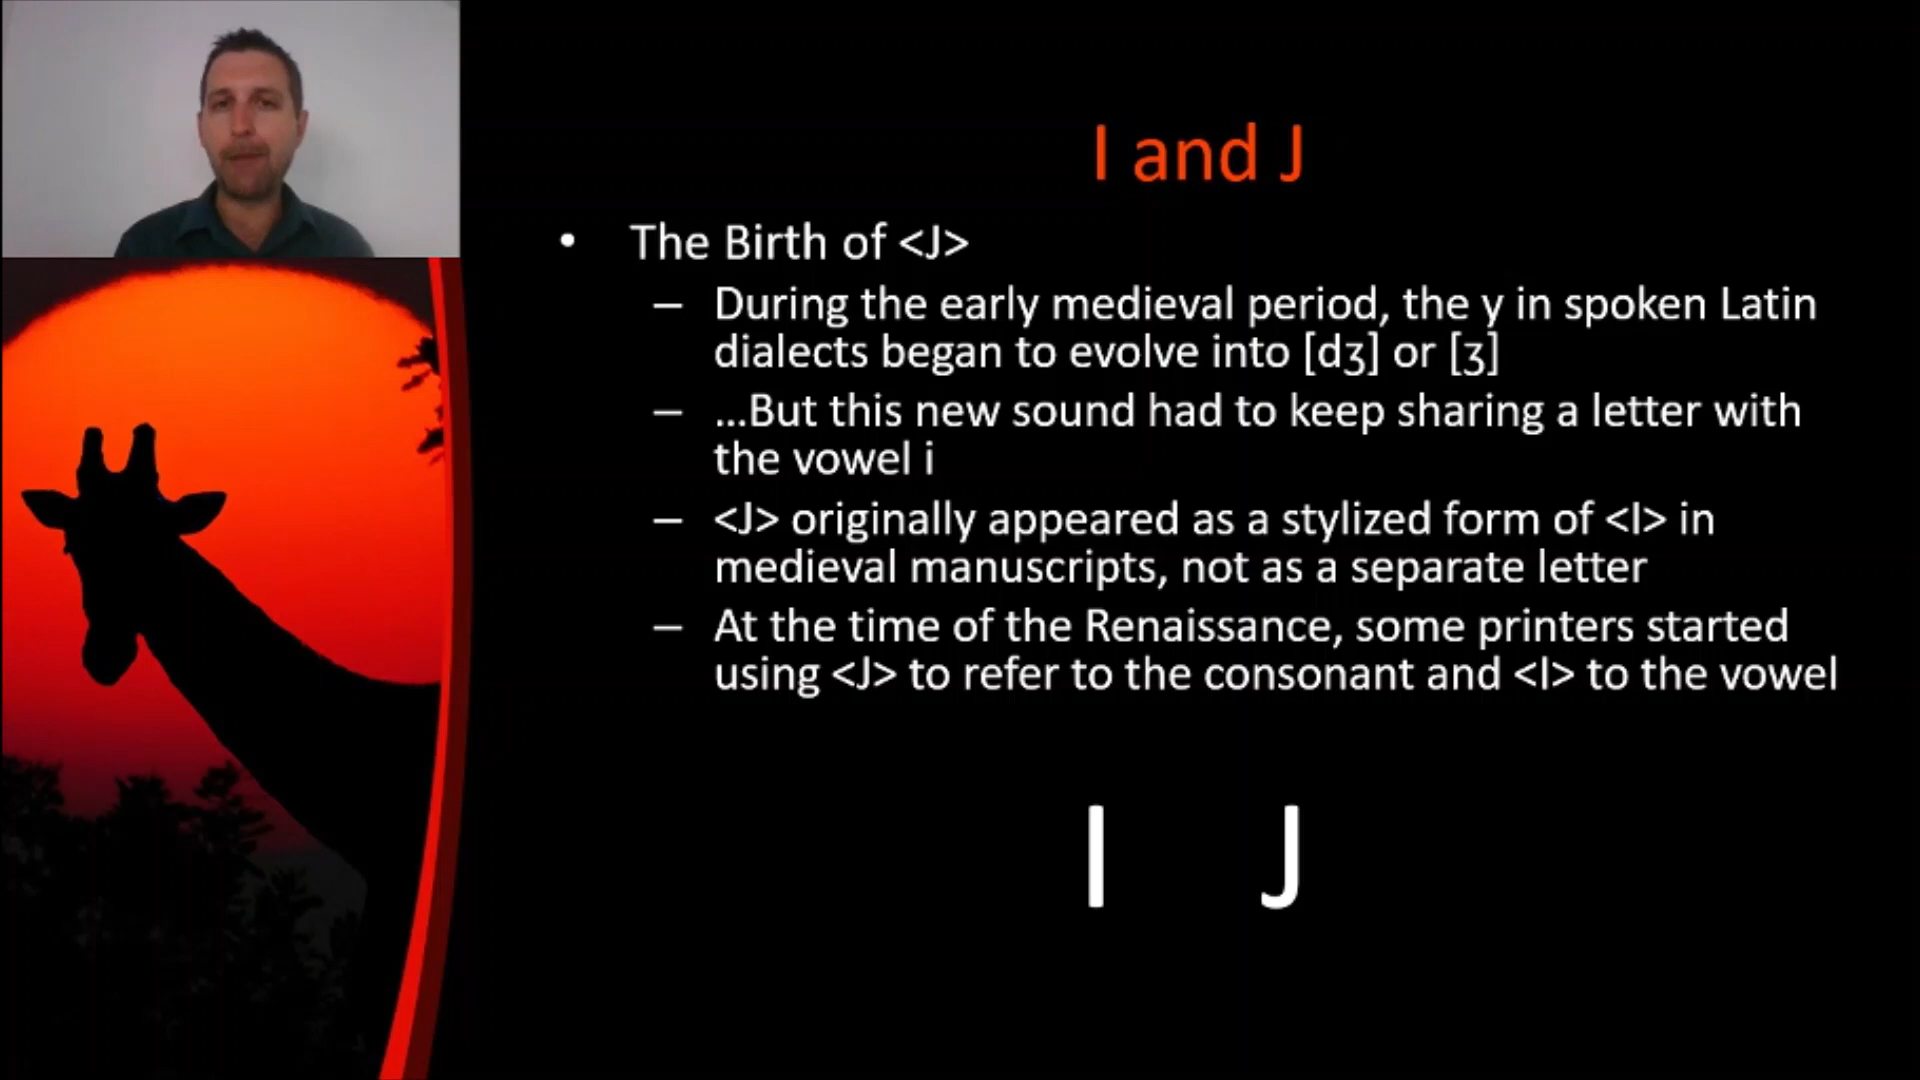 I and J
• The Birth of <J>
– During the early medieval period, the y in spoken Latin
dialects began to evolve into [dʒ] or [ʒ]
– ...But this new sound had to keep sharing a letter with
the vowel i
– <J> originally appeared as a stylized form of <I> in
medieval manuscripts, not as a separate letter
– At the time of the Renaissance, some printers started
using <J> to refer to the consonant and <I> to the vowel
I J